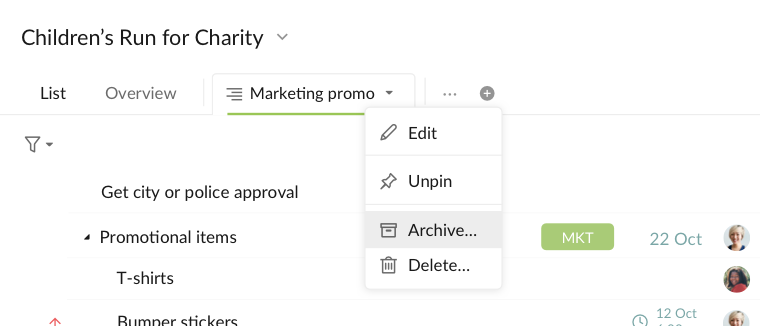 Children's Run for Charity
List Overview Marketing promo ...
Edit
Unpin
Get city or police approval
Archive...
Promotional items MKT 22 Oct
Delete...
T-shirts
12 Oct
Bumper stickers